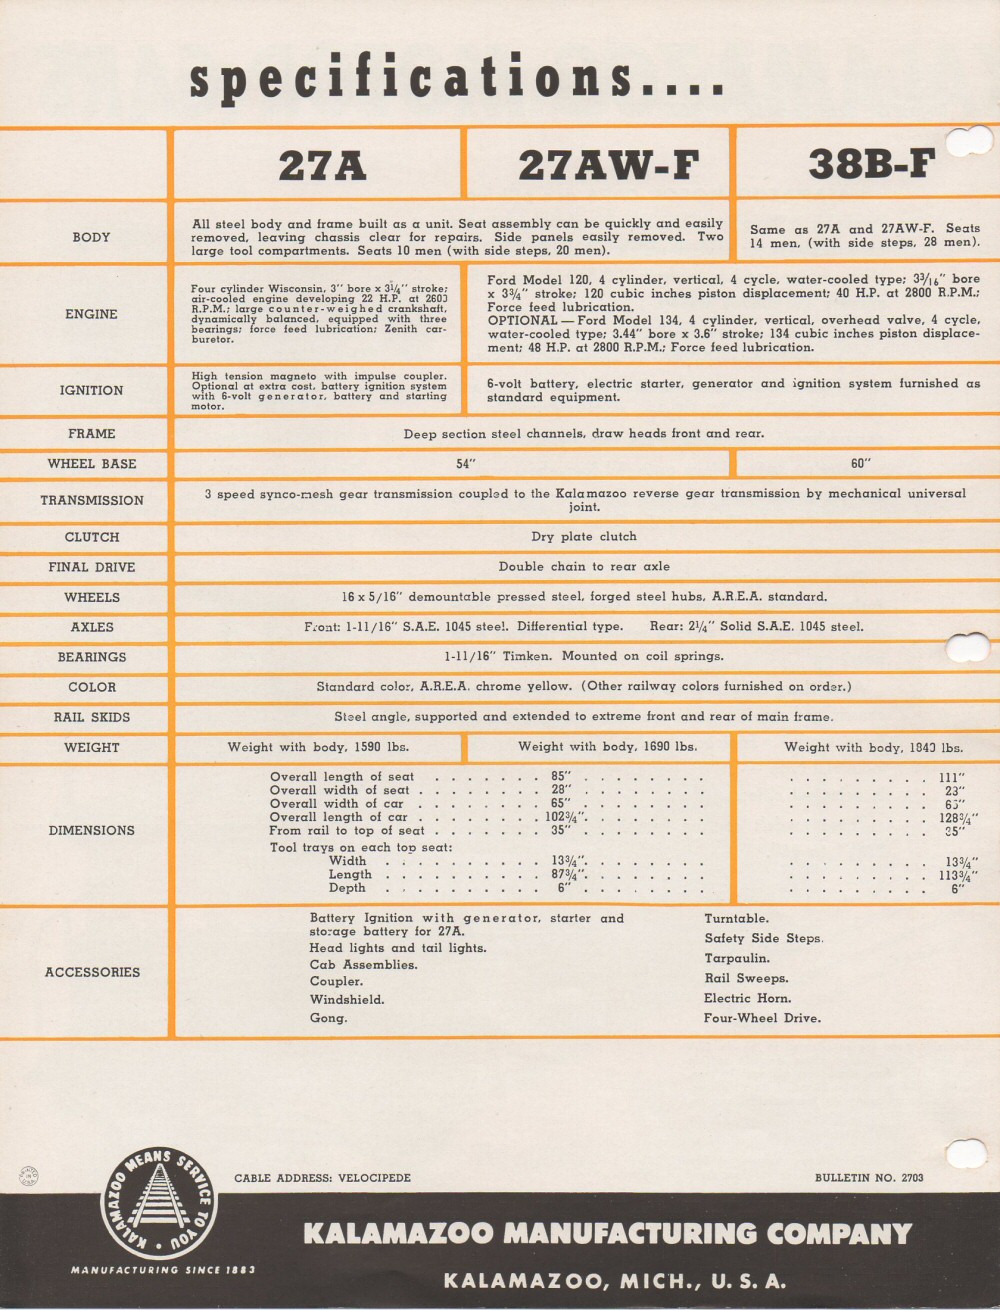 specifications....
27A
27AW-F
38B-F
BODY
All steel body and frame built as a unit. Seat assembly can be quickly and easily
removed, leaving chassis clear for repairs. Side panels easily removed. Two
large tool compartments. Seats 10 men (with side steps, 20 men).
Same as 27A and 27AW-F. Seats
14 men, (with side steps, 28 men).
ENGINE
Four cylinder Wisconsin, 3" bore x 3¼" stroke;
air-cooled engine developing 22 H.P. at 2600
R.P.M.; large counter-weighed crankshaft,
dynamically balanced, equipped with three
bearings; force feed lubrication; Zenith car-
buretor.
Ford Model 120, 4 cylinder, vertical, 4 cycle, water-cooled type; 3³/₁₆" bore
x 3¾" stroke; 120 cubic inches piston displacement; 40 H.P. at 2800 R.P.M.;
Force feed lubrication.
OPTIONAL — Ford Model 134, 4 cylinder, vertical, overhead valve, 4 cycle,
water-cooled type; 3.44" bore x 3.6" stroke; 134 cubic inches piston displace-
ment; 48 H.P. at 2800 R.P.M.; Force feed lubrication.
IGNITION
High tension magneto with impulse coupler.
Optional at extra cost, battery ignition system
with 6-volt generator, battery and starting
motor.
6-volt battery, electric starter, generator and ignition system furnished as
standard equipment.
FRAME
Deep section steel channels, draw heads front and rear.
WHEEL BASE
54"
60"
TRANSMISSION
3 speed synco-mesh gear transmission coupled to the Kalamazoo reverse gear transmission by mechanical universal
joint.
CLUTCH
Dry plate clutch
FINAL DRIVE
Double chain to rear axle
WHEELS
16 x 5/16" demountable pressed steel, forged steel hubs, A.R.E.A. standard.
AXLES
Front: 1-11/16" S.A.E. 1045 steel. Differential type. Rear: 2¼" Solid S.A.E. 1045 steel.
BEARINGS
1-11/16" Timken. Mounted on coil springs.
COLOR
Standard color, A.R.E.A. chrome yellow. (Other railway colors furnished on order.)
RAIL SKIDS
Steel angle, supported and extended to extreme front and rear of main frame.
WEIGHT
Weight with body, 1590 lbs.
Weight with body, 1690 lbs.
Weight with body, 1840 lbs.
DIMENSIONS
Overall length of seat . . . . . . . 85" . . . . . . . . . . . . . . . . . 111"
Overall width of seat . . . . . . . . 28" . . . . . . . . . . . . . . . . .
Overall width of car . . . . . . . . 65" . . . . . . . . . . . . . . . . . 65"
Overall length of car . . . . . . . . 102¾" . . . . . . . . . . . . . . . . . 128¾"
From rail to top of seat . . . . . . . 35" . . . . . . . . . . . . . . . . . 35"
Tool trays on each top seat:
Width . . . . . . . . . . 13¾" . . . . . . . . . . . . . . . . . 13¾"
Length . . . . . . . . . . 87¾" . . . . . . . . . . . . . . . . . 113¾"
Depth . . . . . . . . . . 6" . . . . . . . . . . . . . . . . . 6"
ACCESSORIES
Battery Ignition with generator, starter and
storage battery for 27A.
Head lights and tail lights.
Cab Assemblies.
Coupler.
Windshield.
Gong.
Turntable.
Safety Side Steps.
Tarpaulin.
Rail Sweeps.
Electric Horn.
Four-Wheel Drive.
KALAMAZOO MEANS SERVICE TO YOU
MANUFACTURING SINCE 1883
CABLE ADDRESS: VELOCIPEDE
BULLETIN NO. 2703
KALAMAZOO MANUFACTURING COMPANY
KALAMAZOO, MICH., U. S. A.